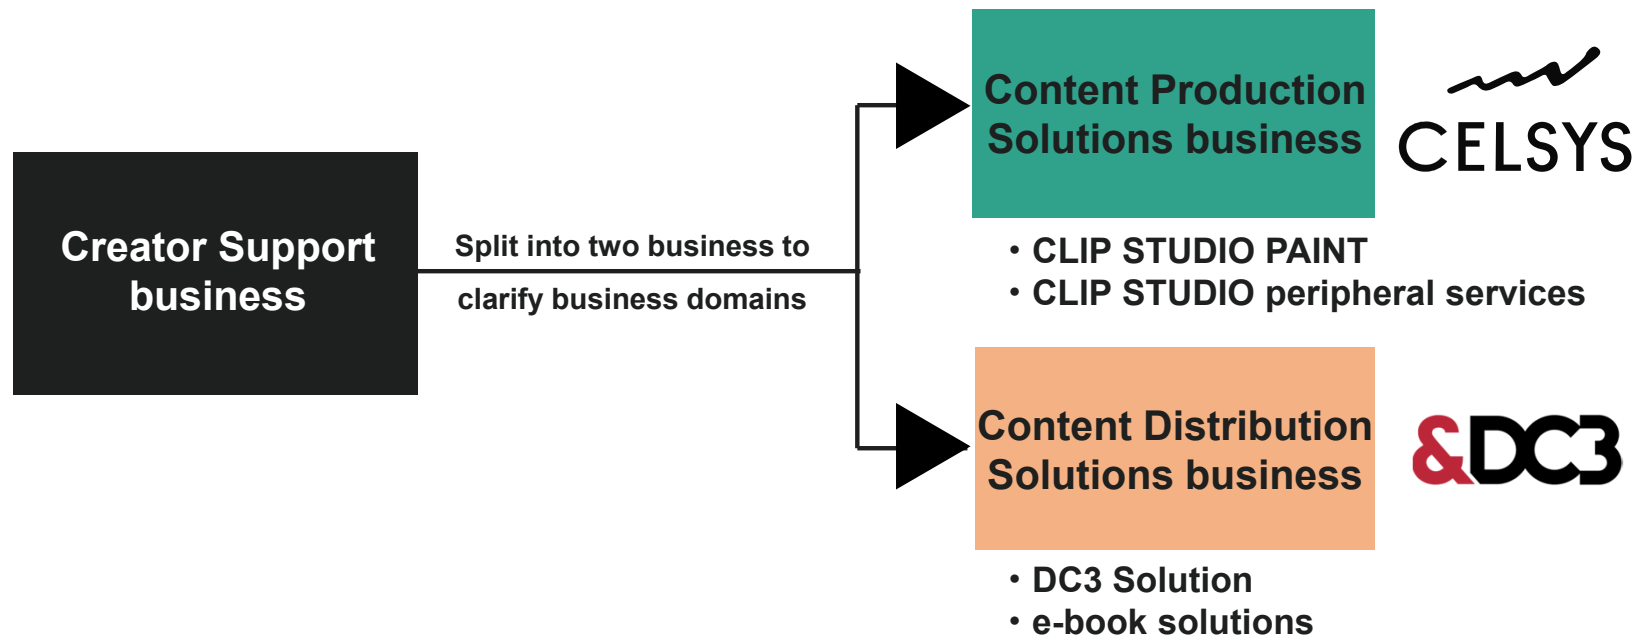 Creator Support
business
Split into two business to
clarify business domains
Content Production
Solutions business
CELSYS
・CLIP STUDIO PAINT
・CLIP STUDIO peripheral services
Content Distribution
Solutions business
&DC3
・DC3 Solution
・e-book solutions